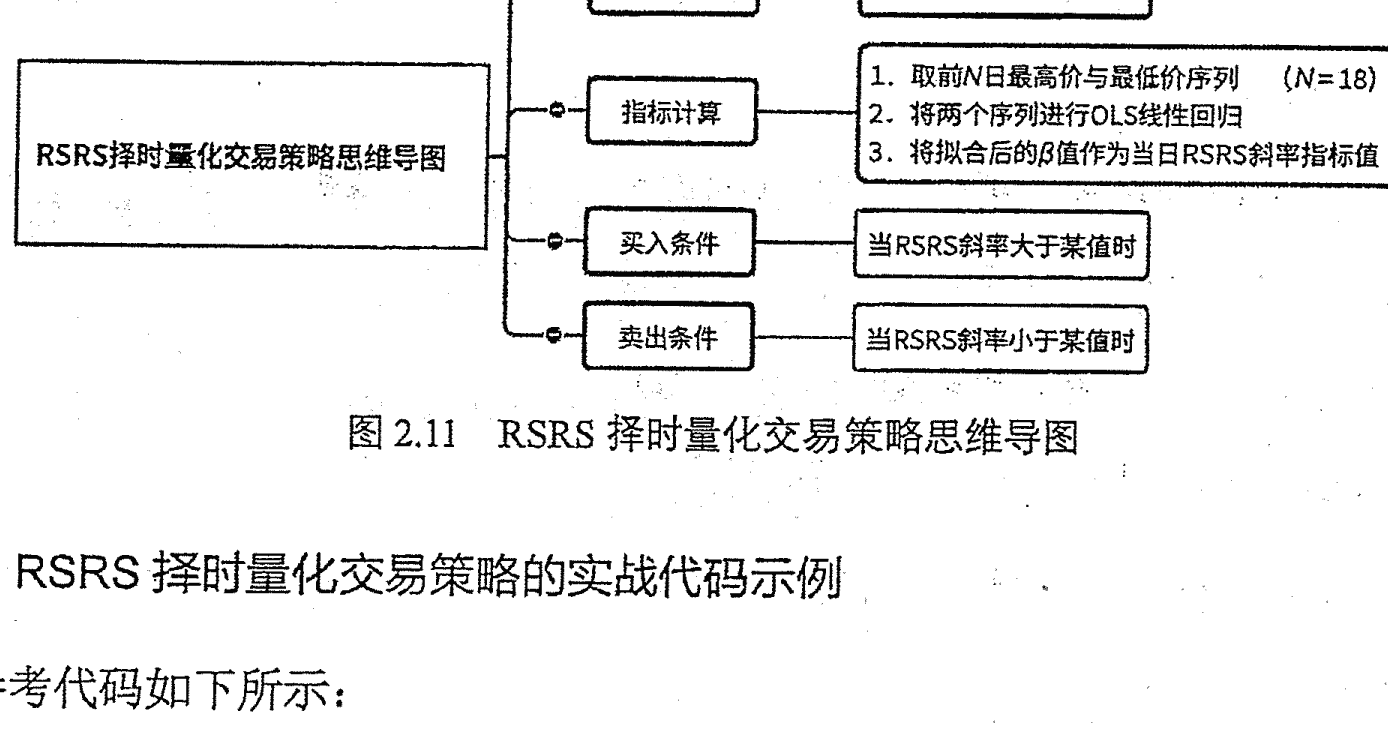 指标计算
1. 取前N日最高价与最低价序列 （N=18）
2. 将两个序列进行OLS线性回归
3. 将拟合后的β值作为当日RSRS斜率指标值
RSRS择时量化交易策略思维导图
买入条件
当RSRS斜率大于某值时
卖出条件
当RSRS斜率小于某值时
图 2.11 RSRS 择时量化交易策略思维导图
RSRS 择时量化交易策略的实战代码示例
考代码如下所示：